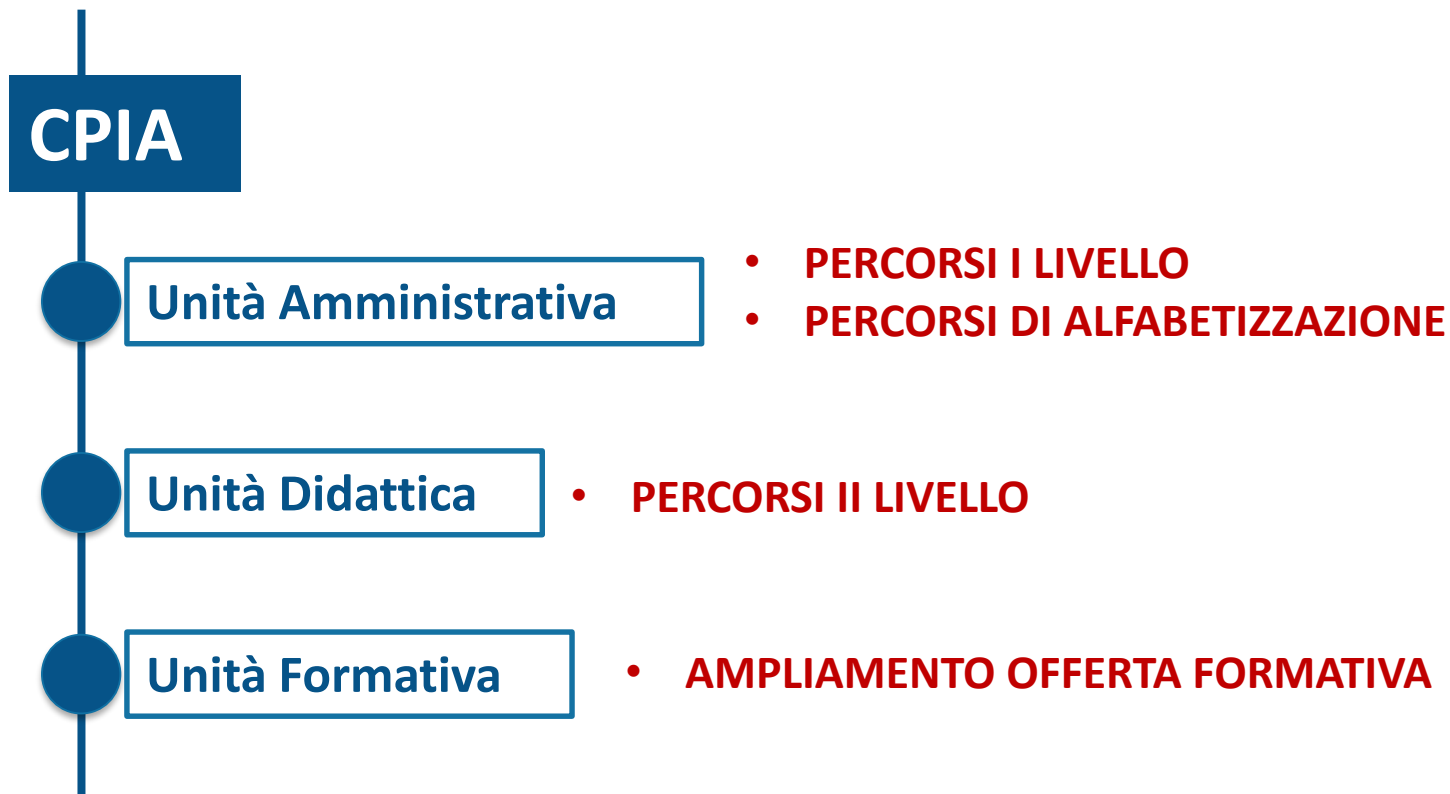 CPIA
Unità Amministrativa
• PERCORSI I LIVELLO
• PERCORSI DI ALFABETIZZAZIONE
Unità Didattica
• PERCORSI II LIVELLO
Unità Formativa
• AMPLIAMENTO OFFERTA FORMATIVA